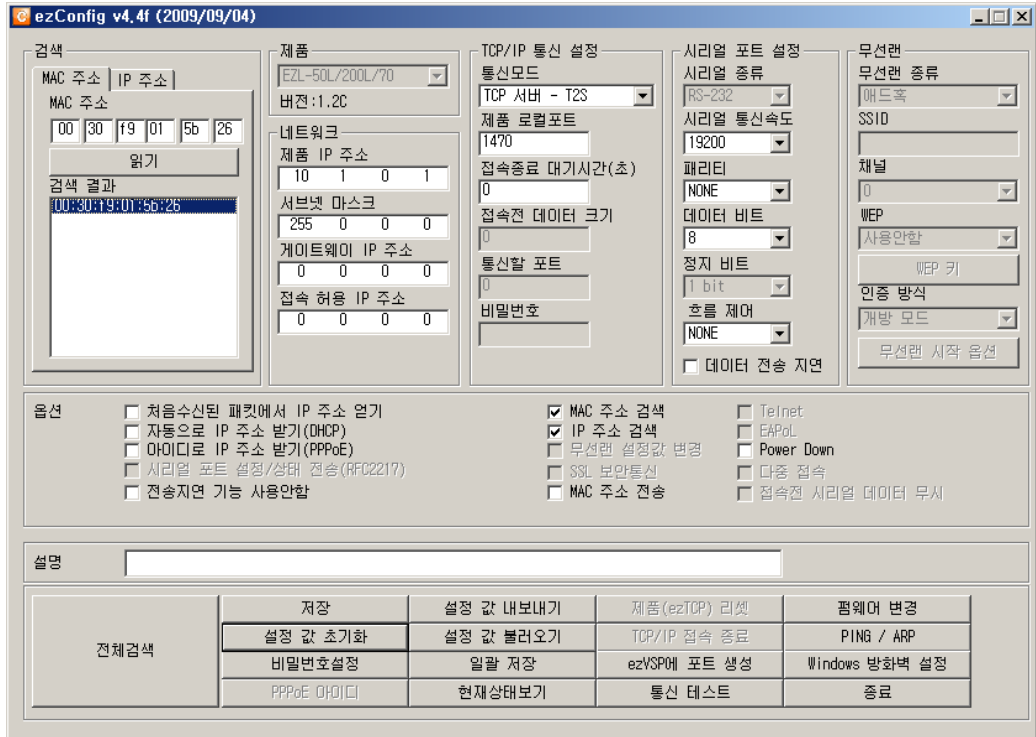 ezConfig v4.4f (2009/09/04)
검색
MAC 주소
IP 주소
MAC 주소
00 30 f9 01 5b 26
읽기
검색 결과
00:30:f9:01:5b:26
제품
EZL-50L/200L/70
버전:1.2C
네트워크
제품 IP 주소
10 1 0 1
서브넷 마스크
255 0 0 0
게이트웨이 IP 주소
0 0 0 0
접속 허용 IP 주소
0 0 0 0
TCP/IP 통신 설정
통신모드
TCP 서버 - T2S
제품 로컬포트
1470
접속종료 대기시간(초)
0
접속전 데이터 크기
0
통신할 포트
0
비밀번호
시리얼 포트 설정
시리얼 종류
RS-232
시리얼 통신속도
19200
패리티
NONE
데이터 비트
8
정지 비트
1 bit
흐름 제어
NONE
데이터 전송 지연
무선랜
무선랜 종류
애드혹
SSID
채널
0
WEP
사용안함
WEP 키
인증 방식
개방 모드
무선랜 시작 옵션
옵션
처음수신된 패킷에서 IP 주소 얻기
자동으로 IP 주소 받기(DHCP)
아이디로 IP 주소 받기(PPPoE)
시리얼 포트 설정/상태 전송(RFC2217)
전송지연 기능 사용안함
MAC 주소 검색
IP 주소 검색
무선랜 설정값 변경
SSL 보안통신
MAC 주소 전송
Telnet
EAPoL
Power Down
다중 접속
접속전 시리얼 데이터 무시
설명
전체검색
저장
설정 값 내보내기
제품(ezTCP) 리셋
펌웨어 변경
설정 값 초기화
설정 값 불러오기
TCP/IP 접속 종료
PING / ARP
비밀번호설정
일괄 저장
ezVSP에 포트 생성
Windows 방화벽 설정
PPPoE 아이디
현재상태보기
통신 테스트
종료